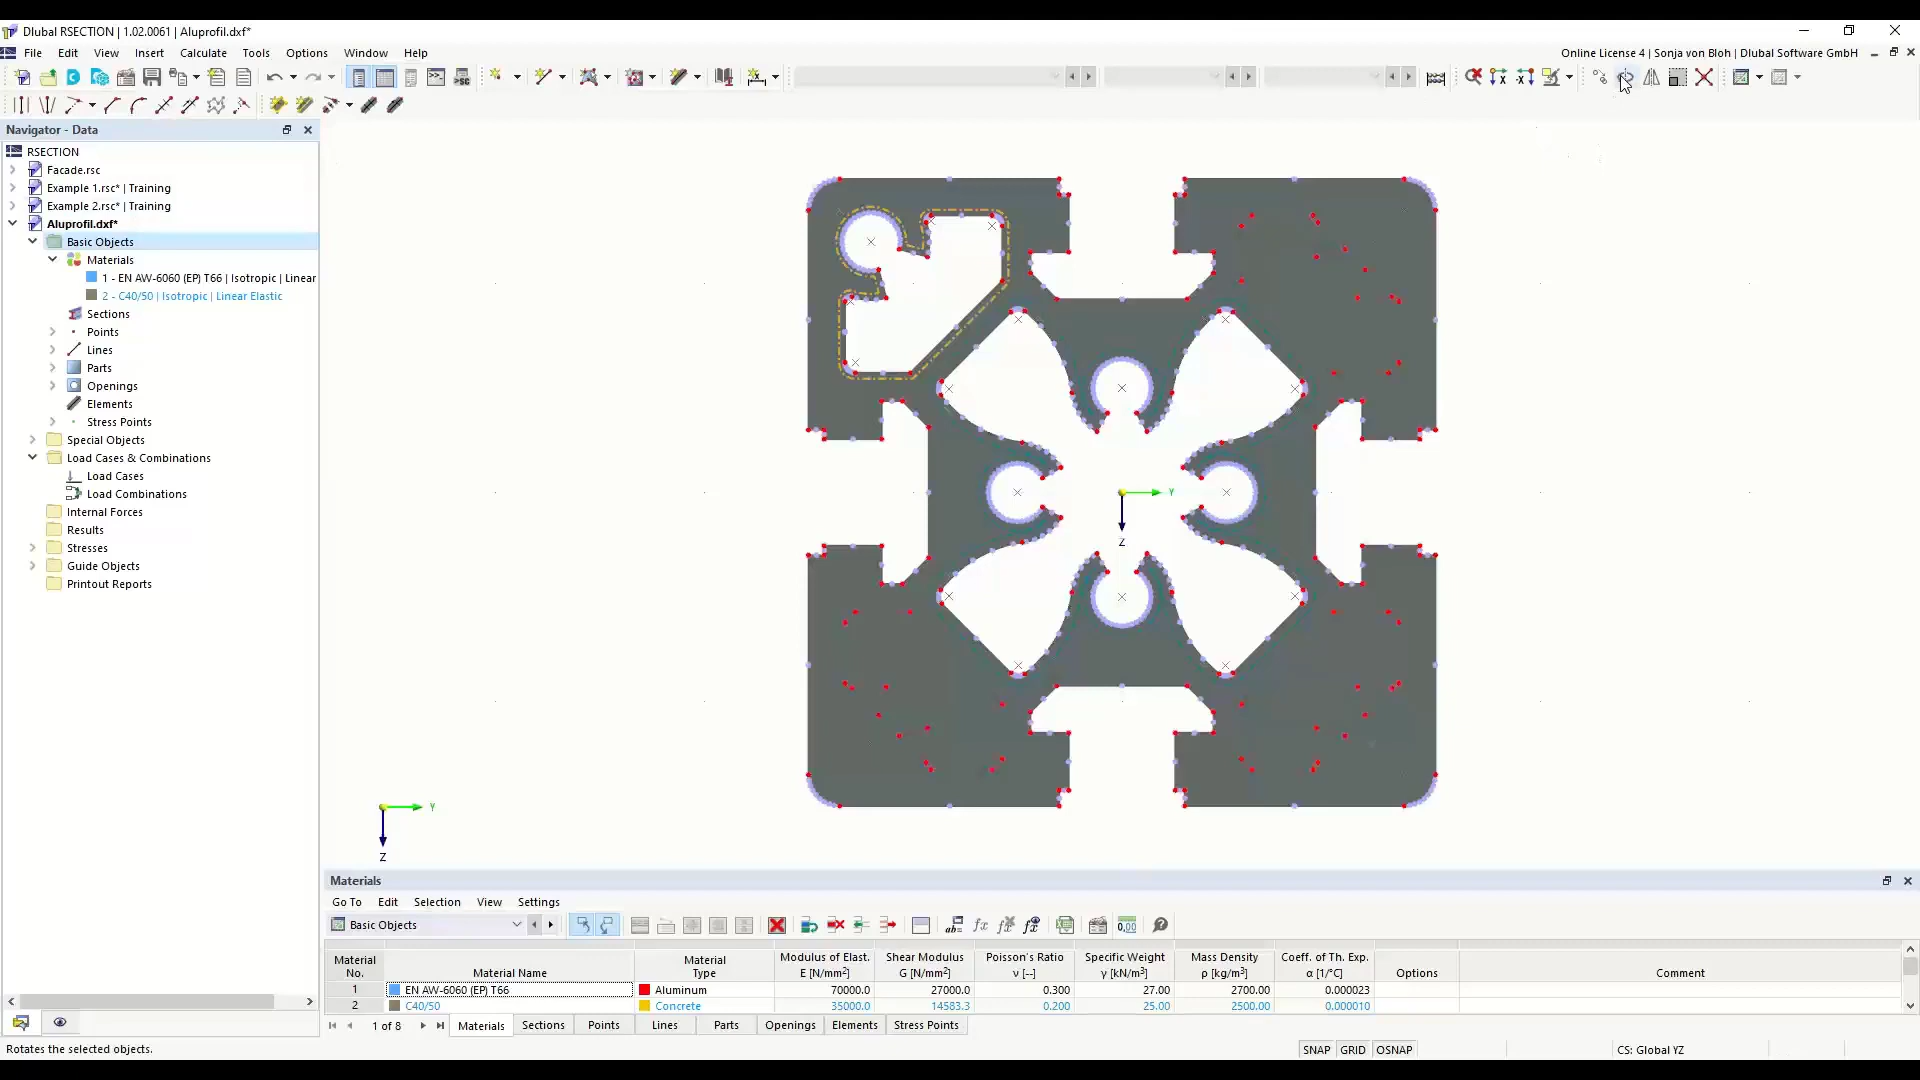 Dlubal RSECTION | 1.02.0061 | Aluprofil.dxf*
File Edit View Insert Graph Calculate Tools Options Window Help
Online License 4 | Sonja von Bloh | Dlubal Software GmbH
Navigator - Data
RSECTION
Facade.rsc
Example 1.rsc* | Training
Example 2.rsc* | Training
Aluprofil.dxf*
Basic Objects
Materials
1 - EN AW-6060 (EP) T66 | Isotropic | Linear
2 - C40/50 | Isotropic | Linear Elastic
Sections
Points
Lines
Parts
Openings
Elements
Stress Points
Special Objects
Load Cases & Combinations
Load Cases
Load Combinations
Internal Forces
Results
Stresses
Guide Objects
Printout Reports
Y
Z
Y
Z
Materials
Go To Edit Selection View Settings
Basic Objects
Material No. Material Name Material Type Modulus of Elast. E [N/mm²] Shear Modulus G [N/mm²] Poisson's Ratio ν [--] Specific Weight γ [kN/m³] Mass Density ρ [kg/m³] Coeff. of Th. Exp. α [1/°C] Options Comment
1 EN AW-6060 (EP) T66 Aluminum 70000.0 27000.0 0.300 27.00 2700.00 0.000023
2 C40/50 Concrete 35000.0 14583.3 0.200 25.00 2500.00 0.000010
1 of 8 Materials Sections Points Lines Parts Openings Elements Stress Points
Rotates the selected objects.
SNAP GRID OSNAP CS: Global YZ